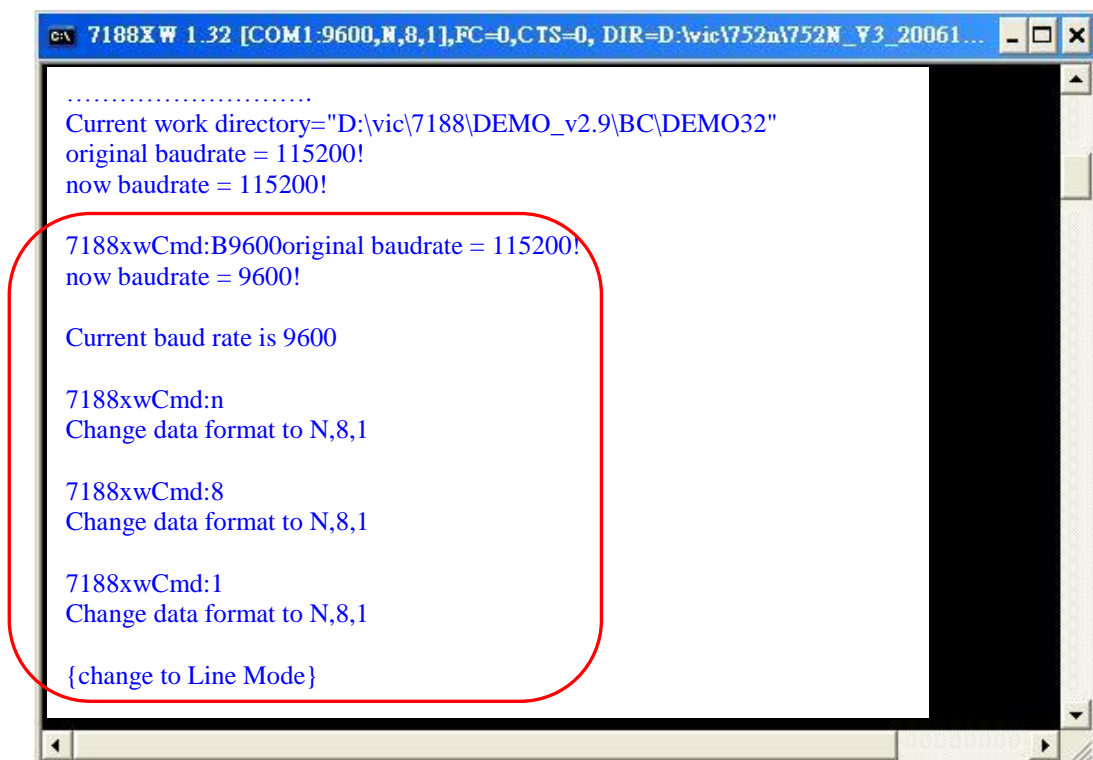 7188XW 1.32 [COM1:9600,N,8,1],FC=0,CTS=0, DIR=D:\vic\752n\752N_V3_20061...
……………………….
Current work directory="D:\vic\7188\DEMO_v2.9\BC\DEMO32"
original baudrate = 115200!
now baudrate = 115200!
7188xwCmd:B9600original baudrate = 115200!
now baudrate = 9600!
Current baud rate is 9600
7188xwCmd:n
Change data format to N,8,1
7188xwCmd:8
Change data format to N,8,1
7188xwCmd:1
Change data format to N,8,1
{change to Line Mode}